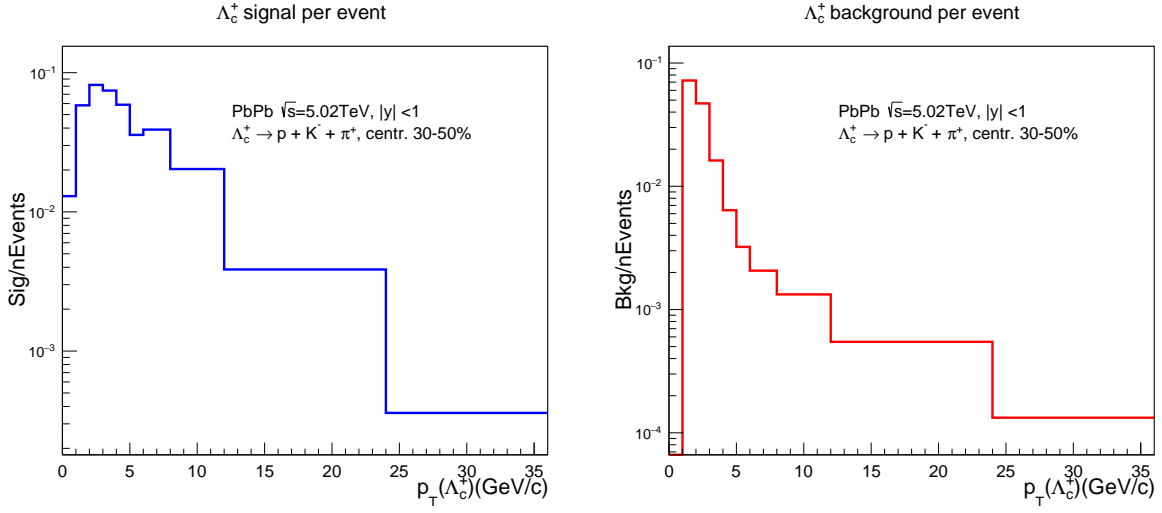 Λc+ signal per event
Sig/nEvents
10⁻¹
10⁻²
10⁻³
PbPb √s=5.02TeV, |y| <1
Λc+ → p + K⁻ + π⁺, centr. 30-50%
0 5 10 15 20 25 30 35
pT(Λc+)(GeV/c)
Λc+ background per event
Bkg/nEvents
10⁻¹
10⁻²
10⁻³
10⁻⁴
PbPb √s=5.02TeV, |y| <1
Λc+ → p + K⁻ + π⁺, centr. 30-50%
0 5 10 15 20 25 30 35
pT(Λc+)(GeV/c)